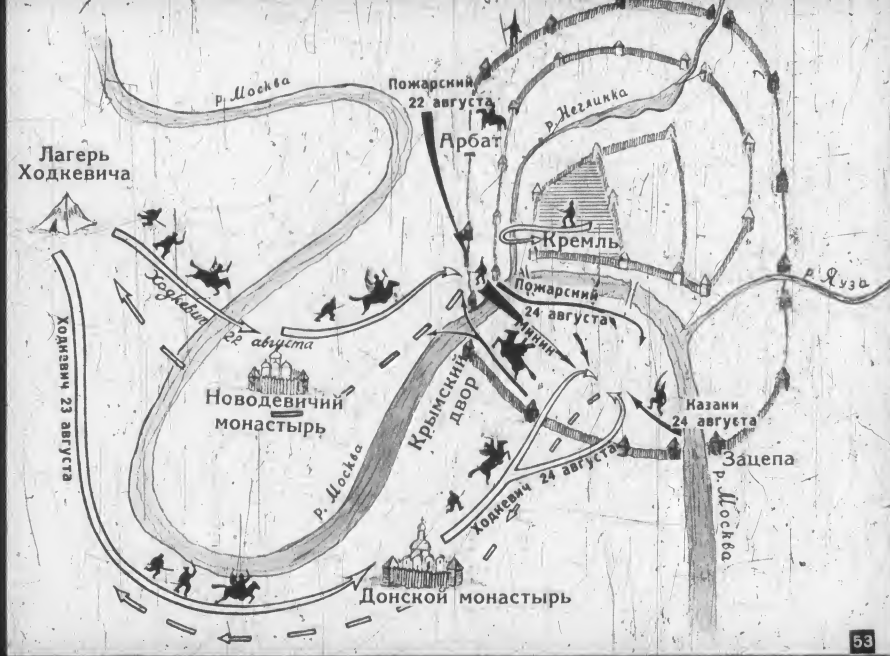 р. Москва
Пожарский
22 августа
р. Неглинка
Арбат
Лагерь
Ходкевича
Кремль
р. Яуза
Ходкевич
22 августа
Пожарский
24 августа
Минин
Ходкевич 23 августа
Новодевичий
монастырь
Крымский
двор
Казаки
24 августа
Зацепа
р. Москва
р. Москва
Ходкевич 24 августа
Донской монастырь
53